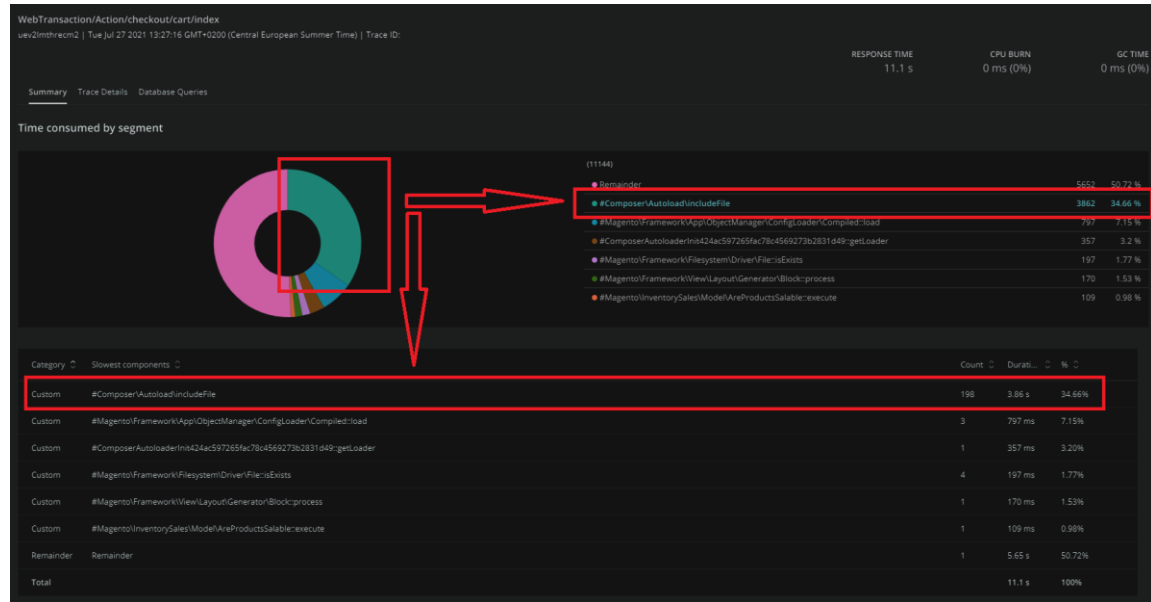 WebTransaction/Action/checkout/cart/index
uev2lmthrecm2 | Tue Jul 27 2021 13:27:16 GMT+0200 (Central European Summer Time) | Trace ID:
RESPONSE TIME CPU BURN GC TIME
11.1 s 0 ms (0%) 0 ms (0%)
Summary Trace Details Database Queries
Time consumed by segment
(11144)
Remainder 5652 50.72 %
#Composer\Autoload\includeFile 3862 34.66 %
#Magento\Framework\App\ObjectManager\ConfigLoader\Compiled::load 797 7.15 %
#ComposerAutoloaderInit424ac597265fac78c4569273b2831d49::getLoader 357 3.2 %
#Magento\Framework\Filesystem\Driver\File::isExists 197 1.77 %
#Magento\Framework\View\Layout\Generator\Block::process 170 1.53 %
#Magento\InventorySales\Model\AreProductsSalable::execute 109 0.98 %
Category Slowest components Count Durati... %
Custom #Composer\Autoload\includeFile 198 3.86 s 34.66%
Custom #Magento\Framework\App\ObjectManager\ConfigLoader\Compiled::load 3 797 ms 7.15%
Custom #ComposerAutoloaderInit424ac597265fac78c4569273b2831d49::getLoader 1 357 ms 3.20%
Custom #Magento\Framework\Filesystem\Driver\File::isExists 4 197 ms 1.77%
Custom #Magento\Framework\View\Layout\Generator\Block::process 1 170 ms 1.53%
Custom #Magento\InventorySales\Model\AreProductsSalable::execute 1 109 ms 0.98%
Remainder Remainder 1 5.65 s 50.72%
Total 11.1 s 100%